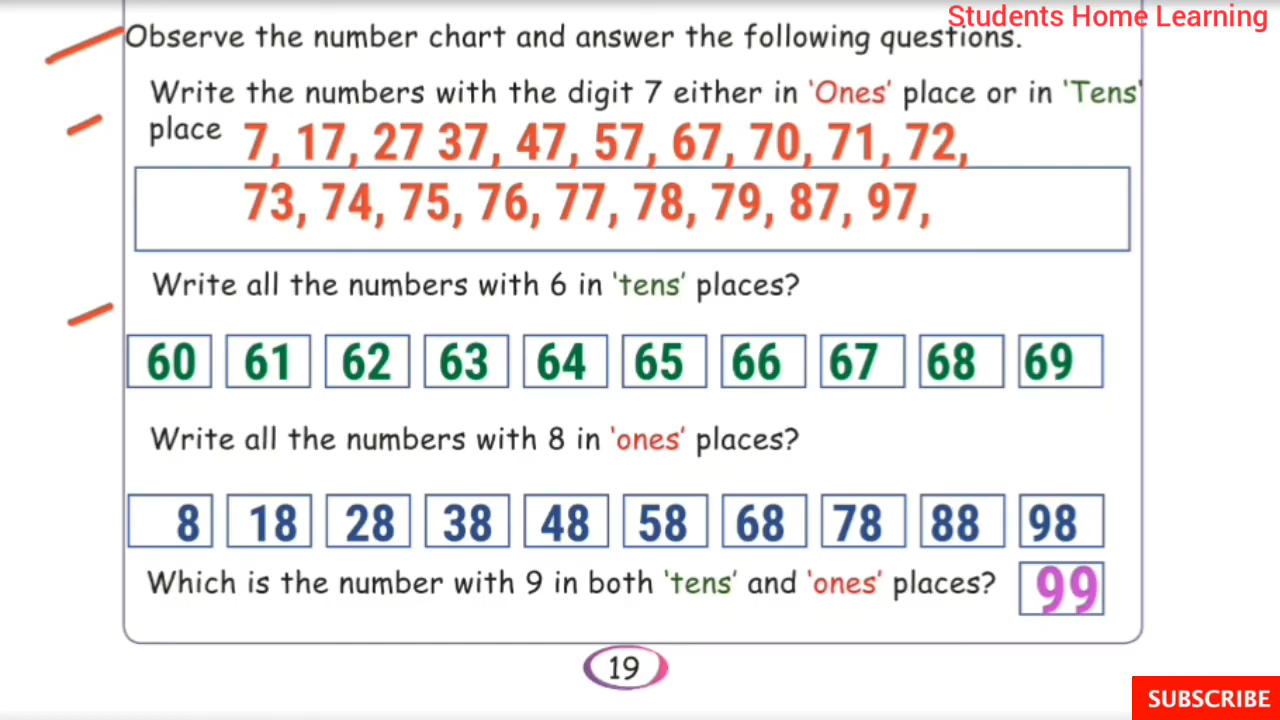 Students Home Learning
Observe the number chart and answer the following questions.
Write the numbers with the digit 7 either in 'Ones' place or in 'Tens'
place 7, 17, 27 37, 47, 57, 67, 70, 71, 72,
73, 74, 75, 76, 77, 78, 79, 87, 97,
Write all the numbers with 6 in 'tens' places?
60 61 62 63 64 65 66 67 68 69
Write all the numbers with 8 in 'ones' places?
8 18 28 38 48 58 68 78 88 98
Which is the number with 9 in both 'tens' and 'ones' places? 99
19
SUBSCRIBE